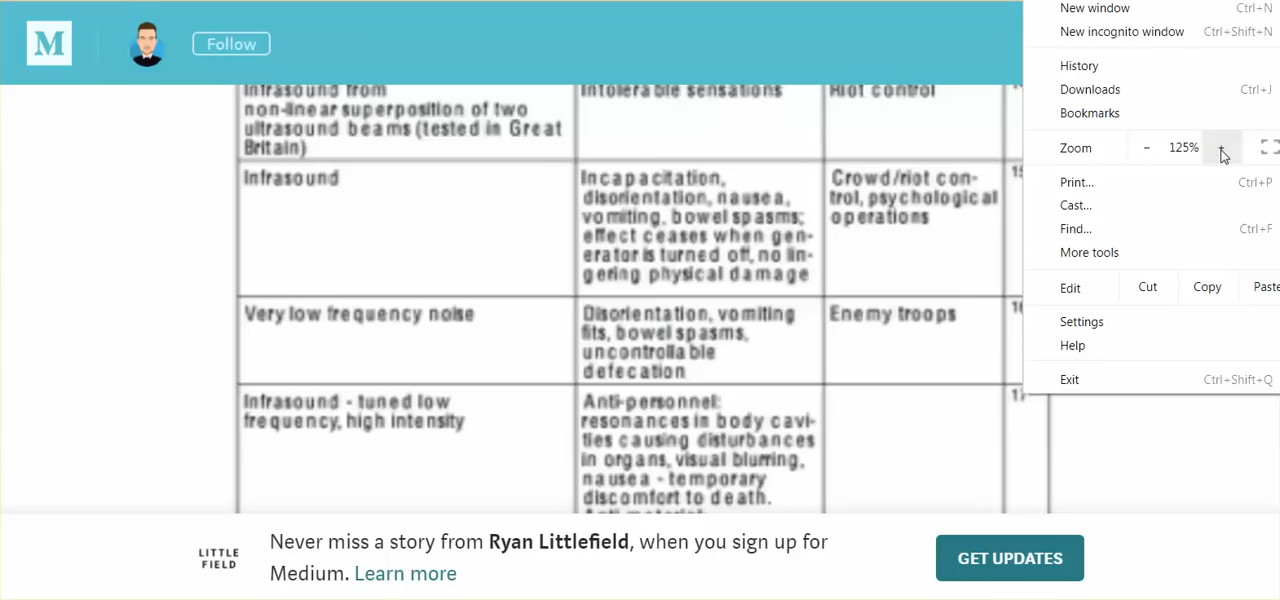 M
Follow
Infrasound from
non-linear superposition of two
ultrasound beams (tested in Great
Britain)
Intolerable sensations
Riot control
Infrasound
Incapacitation,
disorientation, nausea,
vomiting, bowel spasms;
effect ceases when gen-
erator is turned off, no lin-
gering physical damage
Crowd/riot con-
trol, psychological
operations
15
Very low frequency noise
Disorientation, vomiting
fits, bowel spasms,
uncontrollable
defecation
Enemy troops
16
Infrasound - tuned low
frequency, high intensity
Anti-personnel:
resonances in body cavi-
ties causing disturbances
in organs, visual blurring,
nausea - temporary
discomfort to death.
17
New window Ctrl+N
New incognito window Ctrl+Shift+N
History
Downloads Ctrl+J
Bookmarks
Zoom - 125% +
Print... Ctrl+P
Cast...
Find... Ctrl+F
More tools
Edit Cut Copy Paste
Settings
Help
Exit Ctrl+Shift+Q
LITTLE
FIELD
Never miss a story from Ryan Littlefield, when you sign up for
Medium. Learn more
GET UPDATES